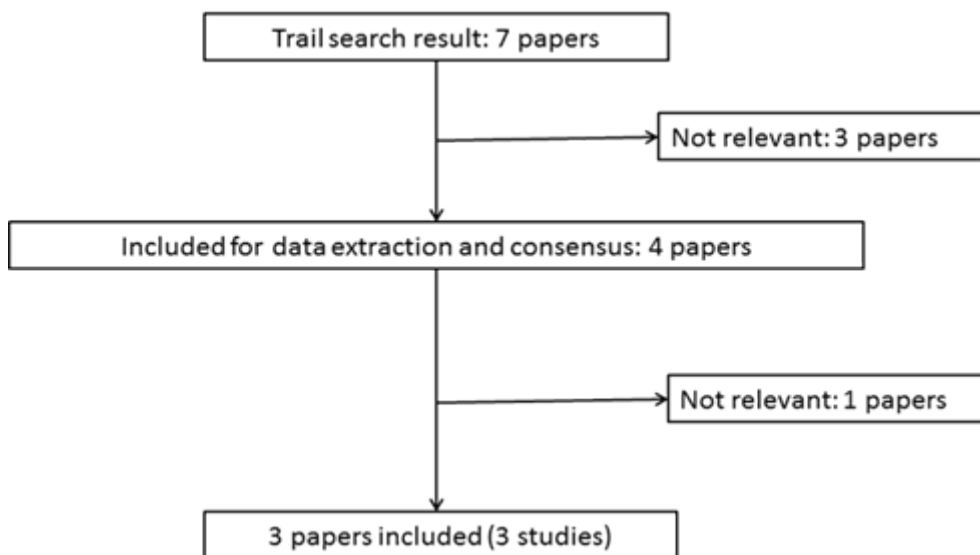 Trail search result: 7 papers
Not relevant: 3 papers
Included for data extraction and consensus: 4 papers
Not relevant: 1 papers
3 papers included (3 studies)